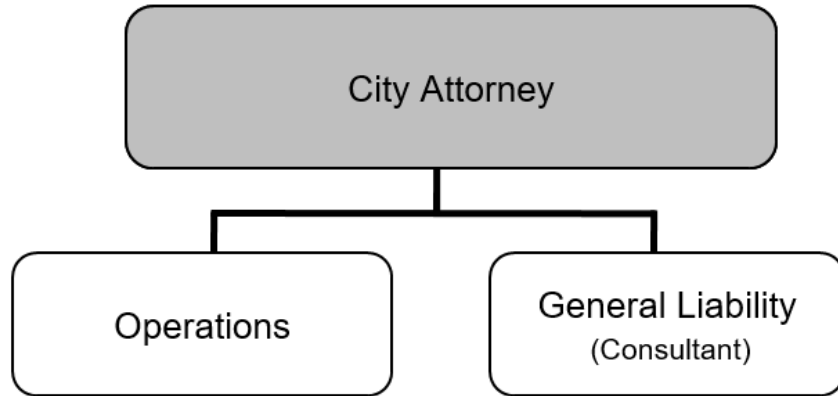 City Attorney
Operations
General Liability
(Consultant)